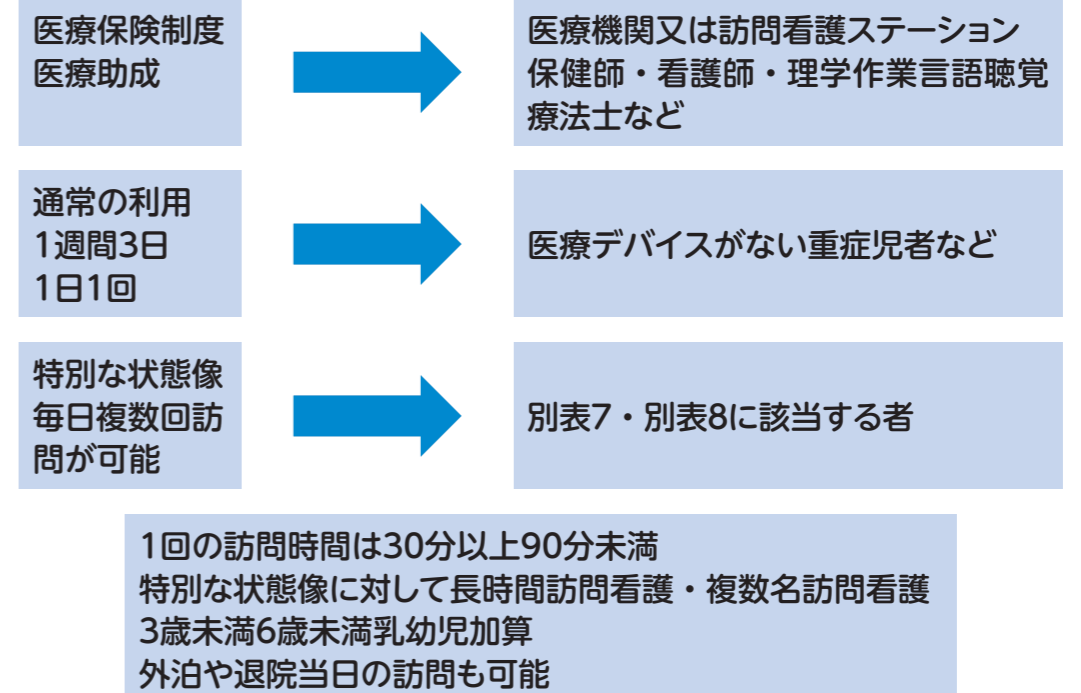 医療保険制度
医療助成
医療機関又は訪問看護ステーション
保健師・看護師・理学作業言語聴覚
療法士など
通常の利用
1週間3日
1日1回
医療デバイスがない重症児者など
特別な状態像
毎日複数回訪
問が可能
別表7・別表8に該当する者
1回の訪問時間は30分以上90分未満
特別な状態像に対して長時間訪問看護・複数名訪問看護
3歳未満6歳未満乳幼児加算
外泊や退院当日の訪問も可能